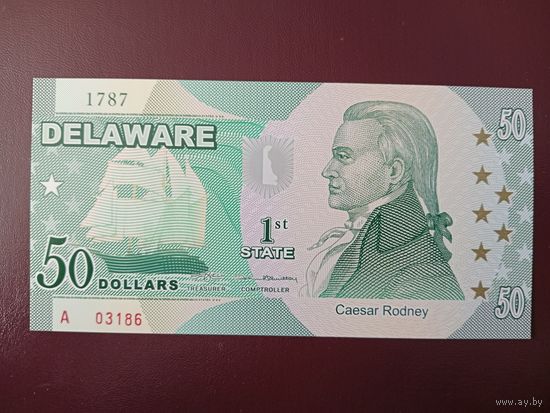 1787
DELAWARE
50
1st
STATE
50 DOLLARS
TREASURER COMPTROLLER
A 03186
Caesar Rodney
50
www.ay.by